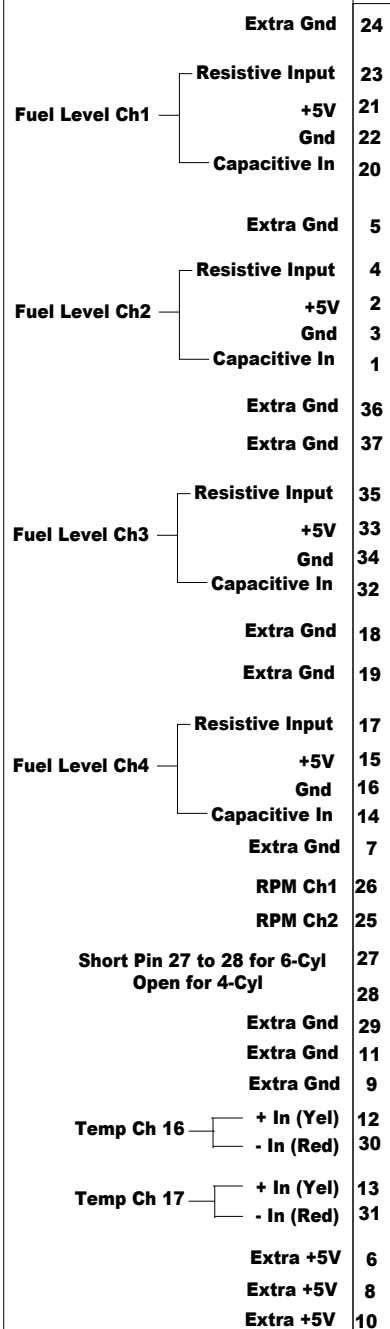 Extra Gnd 24
Resistive Input 23
Fuel Level Ch1
+5V 21
Gnd 22
Capacitive In 20
Extra Gnd 5
Resistive Input 4
Fuel Level Ch2
+5V 2
Gnd 3
Capacitive In 1
Extra Gnd 36
Extra Gnd 37
Resistive Input 35
Fuel Level Ch3
+5V 33
Gnd 34
Capacitive In 32
Extra Gnd 18
Extra Gnd 19
Resistive Input 17
Fuel Level Ch4
+5V 15
Gnd 16
Capacitive In 14
Extra Gnd 7
RPM Ch1 26
RPM Ch2 25
Short Pin 27 to 28 for 6-Cyl 27
Open for 4-Cyl 28
Extra Gnd 29
Extra Gnd 11
Extra Gnd 9
Temp Ch 16
+ In (Yel) 12
- In (Red) 30
Temp Ch 17
+ In (Yel) 13
- In (Red) 31
Extra +5V 6
Extra +5V 8
Extra +5V 10